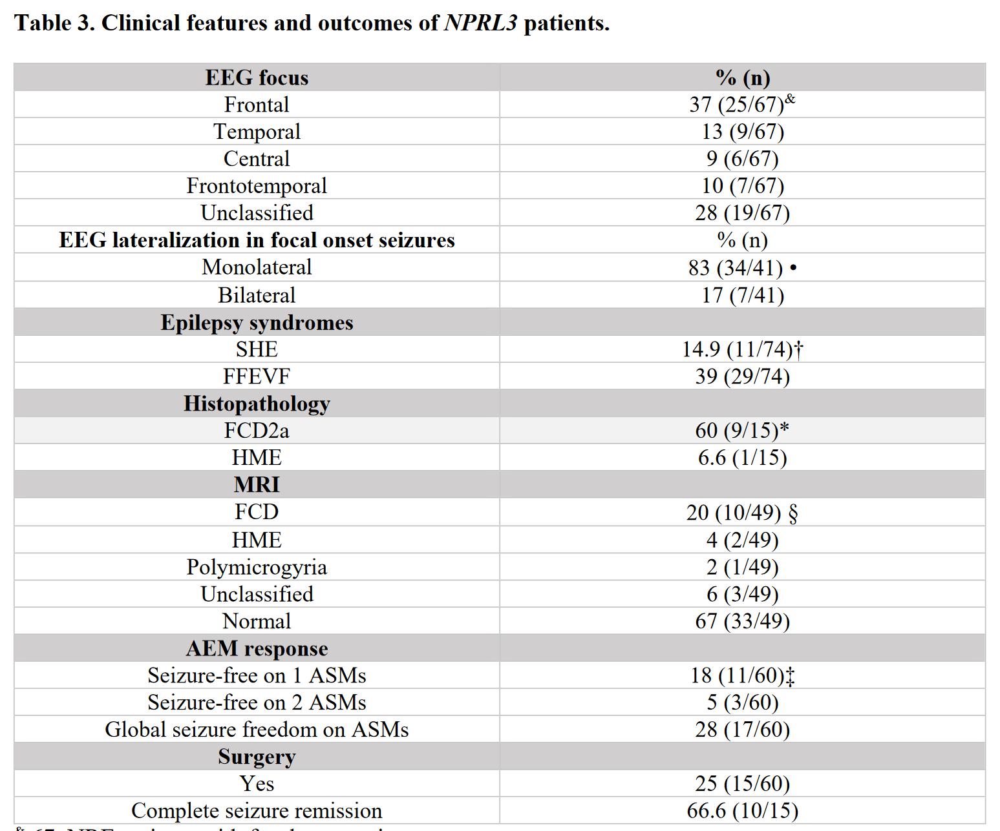 Table 3. Clinical features and outcomes of NPRL3 patients.
EEG focus % (n)
Frontal 37 (25/67)&
Temporal 13 (9/67)
Central 9 (6/67)
Frontotemporal 10 (7/67)
Unclassified 28 (19/67)
EEG lateralization in focal onset seizures % (n)
Monolateral 83 (34/41) •
Bilateral 17 (7/41)
Epilepsy syndromes
SHE 14.9 (11/74)†
FFEVF 39 (29/74)
Histopathology
FCD2a 60 (9/15)*
HME 6.6 (1/15)
MRI
FCD 20 (10/49) §
HME 4 (2/49)
Polymicrogyria 2 (1/49)
Unclassified 6 (3/49)
Normal 67 (33/49)
AEM response
Seizure-free on 1 ASMs 18 (11/60)‡
Seizure-free on 2 ASMs 5 (3/60)
Global seizure freedom on ASMs 28 (17/60)
Surgery
Yes 25 (15/60)
Complete seizure remission 66.6 (10/15)